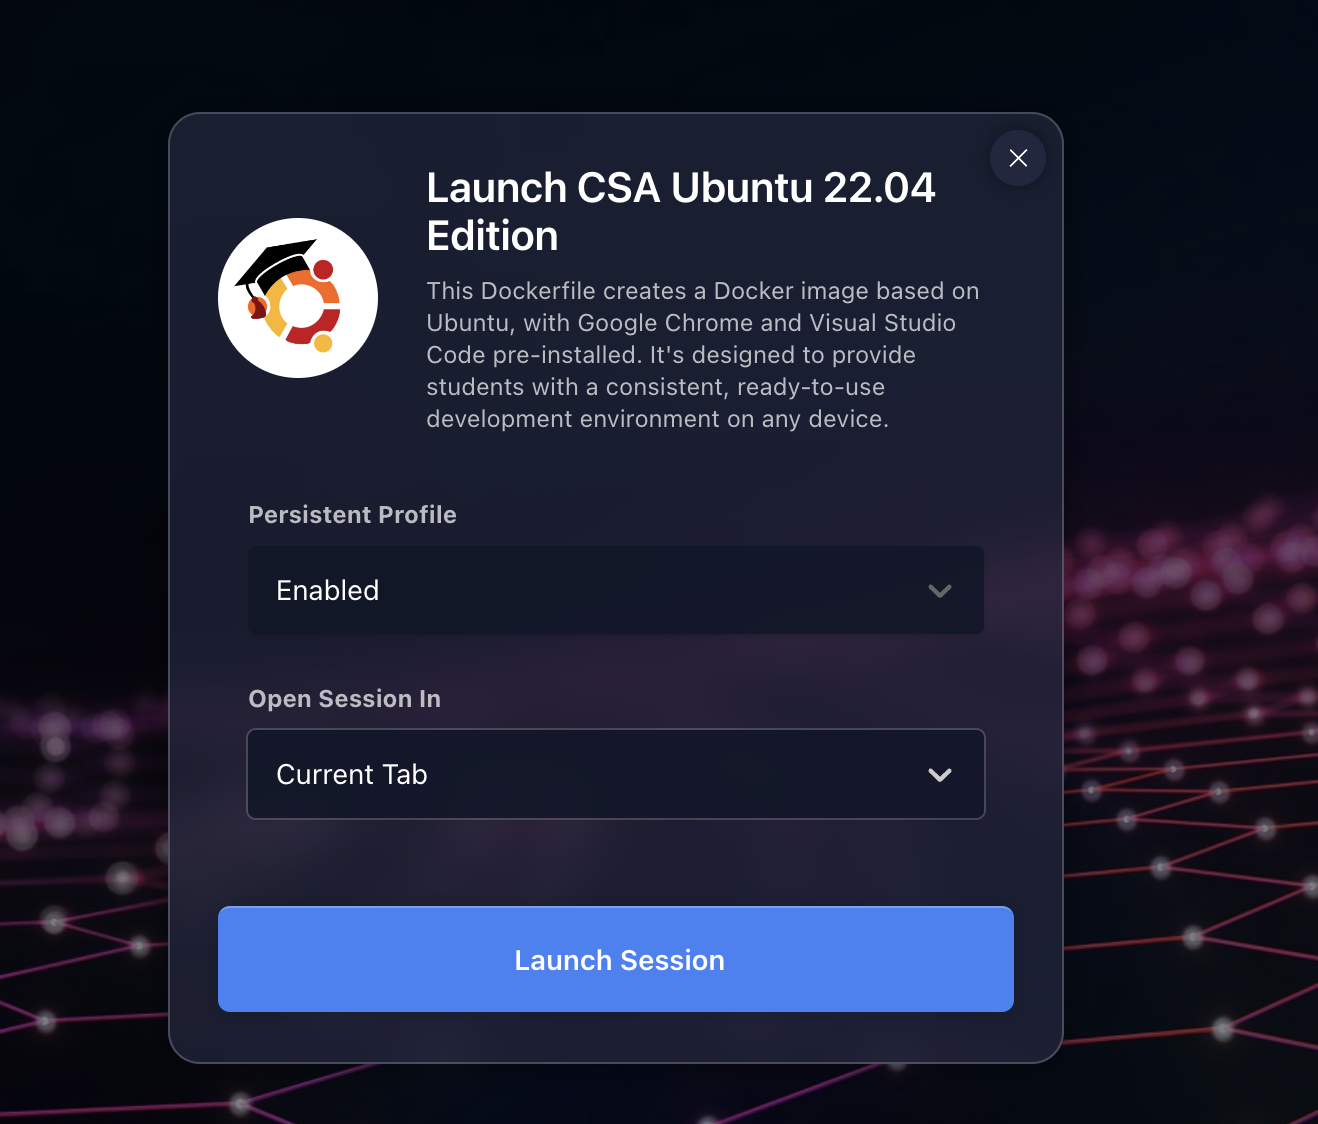 Launch CSA Ubuntu 22.04
Edition
This Dockerfile creates a Docker image based on
Ubuntu, with Google Chrome and Visual Studio
Code pre-installed. It's designed to provide
students with a consistent, ready-to-use
development environment on any device.
Persistent Profile
Enabled
Open Session In
Current Tab
Launch Session